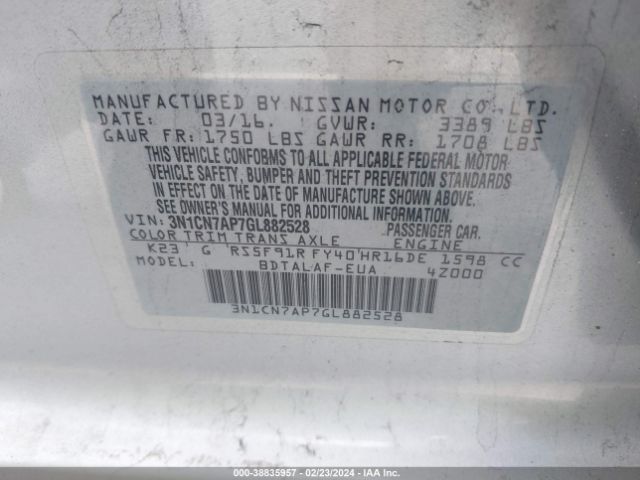 MANUFACTURED BY NISSAN MOTOR CO., LTD.
DATE: 03/16. GVWR: 3389 LBS
GAWR FR: 1750 LBS GAWR RR: 1708 LBS
THIS VEHICLE CONFORMS TO ALL APPLICABLE FEDERAL MOTOR
VEHICLE SAFETY, BUMPER AND THEFT PREVENTION STANDARDS
IN EFFECT ON THE DATE OF MANUFACTURE SHOWN ABOVE.
SEE OWNER'S MANUAL FOR ADDITIONAL INFORMATION.
VIN: 3N1CN7AP7GL882528 PASSENGER CAR.
COLOR TRIM TRANS AXLE ENGINE
K23 G RS5F91R FY40 HR16DE 1598 CC
MODEL: BDTALAF-EUA 4Z000
3N1CN7AP7GL882528
000-38835957 - 02/23/2024 - IAA Inc.